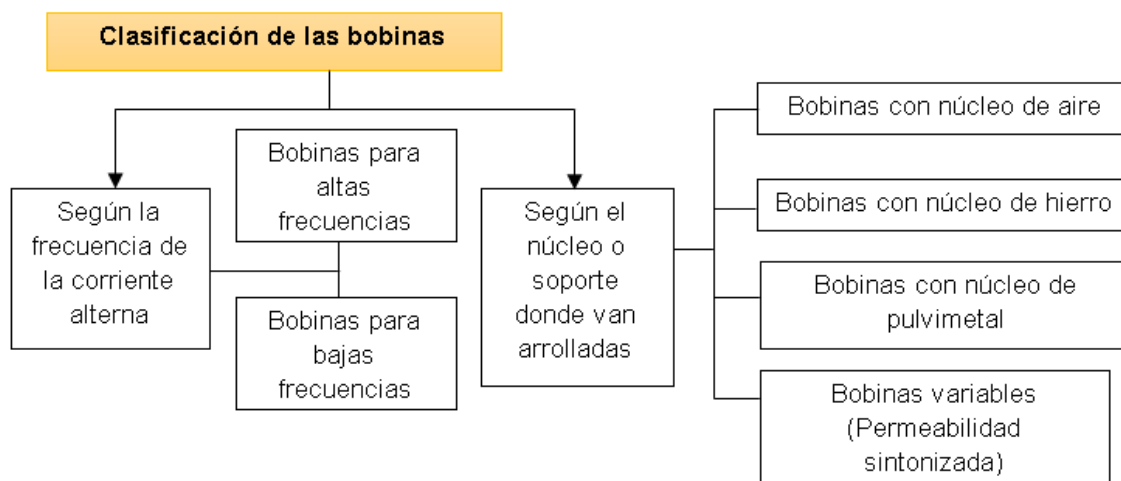 Clasificación de las bobinas
Según la
frecuencia de
la corriente
alterna
Bobinas para
altas
frecuencias
Bobinas para
bajas
frecuencias
Según el
núcleo o
soporte
donde van
arrolladas
Bobinas con núcleo de aire
Bobinas con núcleo de hierro
Bobinas con núcleo de
pulvimetal
Bobinas variables
(Permeabilidad
sintonizada)